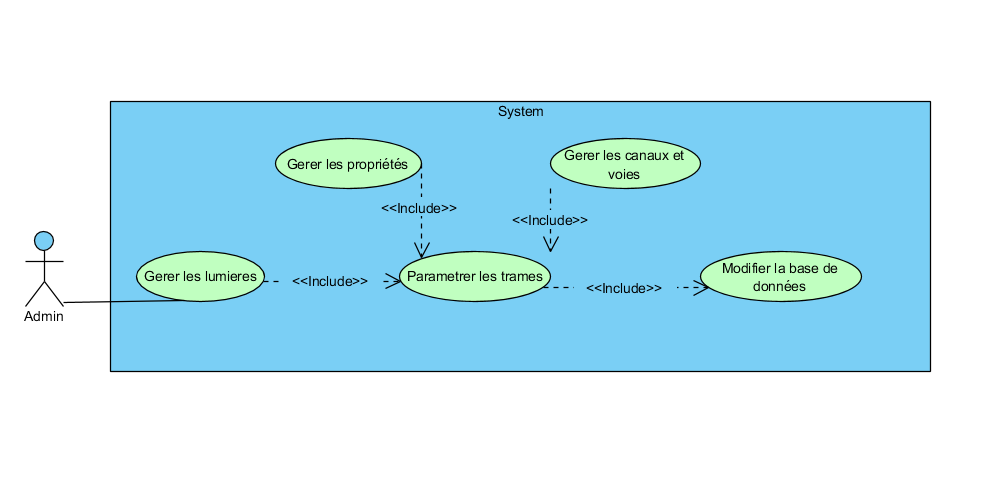 System
Gerer les propriétés
Gerer les canaux et
voies
<<Include>>
<<Include>>
Gerer les lumieres
<<Include>>
Parametrer les trames
<<Include>>
Modifier la base de
données
Admin